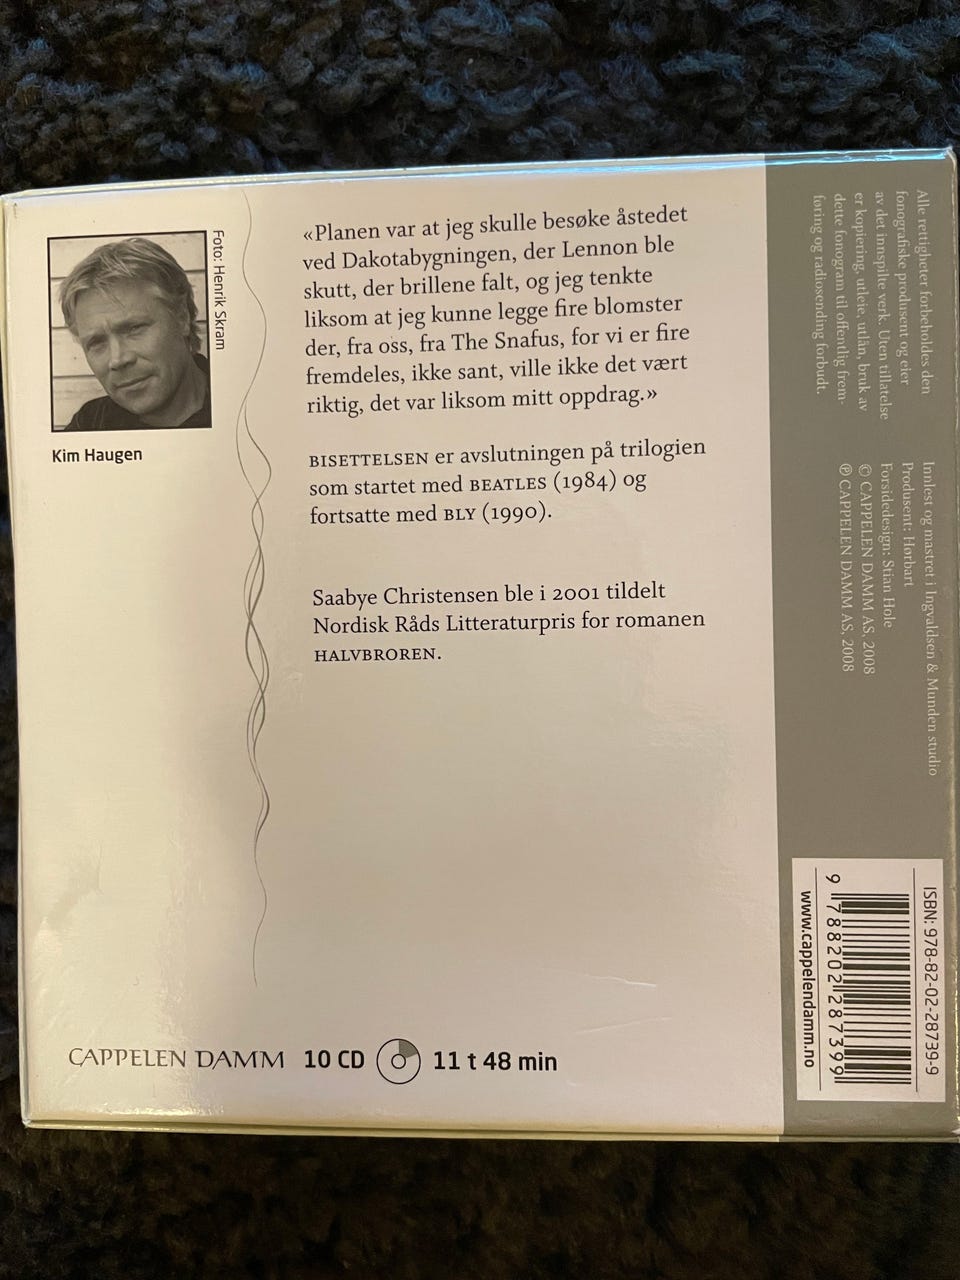 Foto: Henrik Skram
Kim Haugen
«Planen var at jeg skulle besøke åstedet
ved Dakotabygningen, der Lennon ble
skutt, der brillene falt, og jeg tenkte
liksom at jeg kunne legge fire blomster
der, fra oss, fra The Snafus, for vi er fire
fremdeles, ikke sant, ville ikke det vært
riktig, det var liksom mitt oppdrag.»
BISETTELSEN er avslutningen på trilogien
som startet med BEATLES (1984) og
fortsatte med BLY (1990).
Saabye Christensen ble i 2001 tildelt
Nordisk Råds Litteraturpris for romanen
HALVBROREN.
CAPPELEN DAMM 10 CD 11 t 48 min
Alle rettigheter forbeholdes den
fonografiske produsent og eier
av det innspilte verk. Uten tillatelse
er kopiering, utleie, utlån, bruk av
dette fonogram til offentlig frem-
føring og radiosending forbudt.
Innlest og mastret i Ingvaldsen & Munden studio
Produsent: Hørbart
Forsidedesign: Stian Hole
© CAPPELEN DAMM AS, 2008
℗ CAPPELEN DAMM AS, 2008
ISBN: 978-82-02-28739-9
9 788202 287399
www.cappelendamm.no